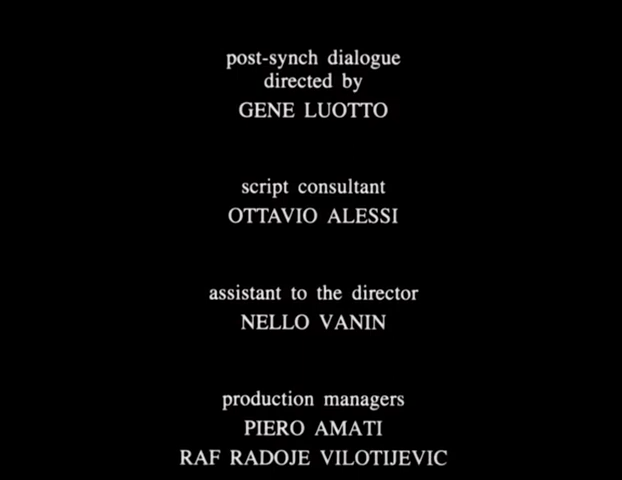 post-synch dialogue
directed by
GENE LUOTTO
script consultant
OTTAVIO ALESSI
assistant to the director
NELLO VANIN
production managers
PIERO AMATI
RAF RADOJE VILOTIJEVIC